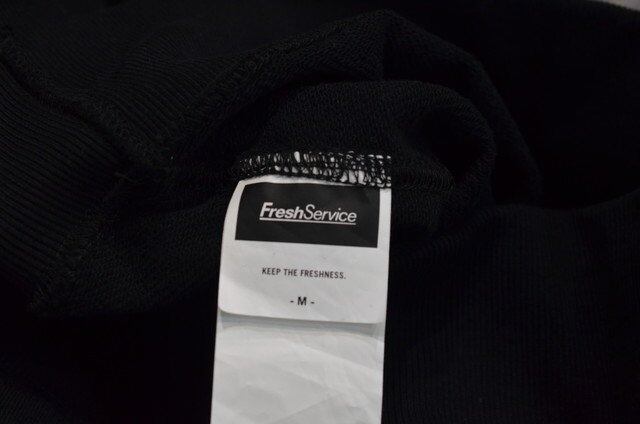 FreshService
KEEP THE FRESHNESS.
- M -